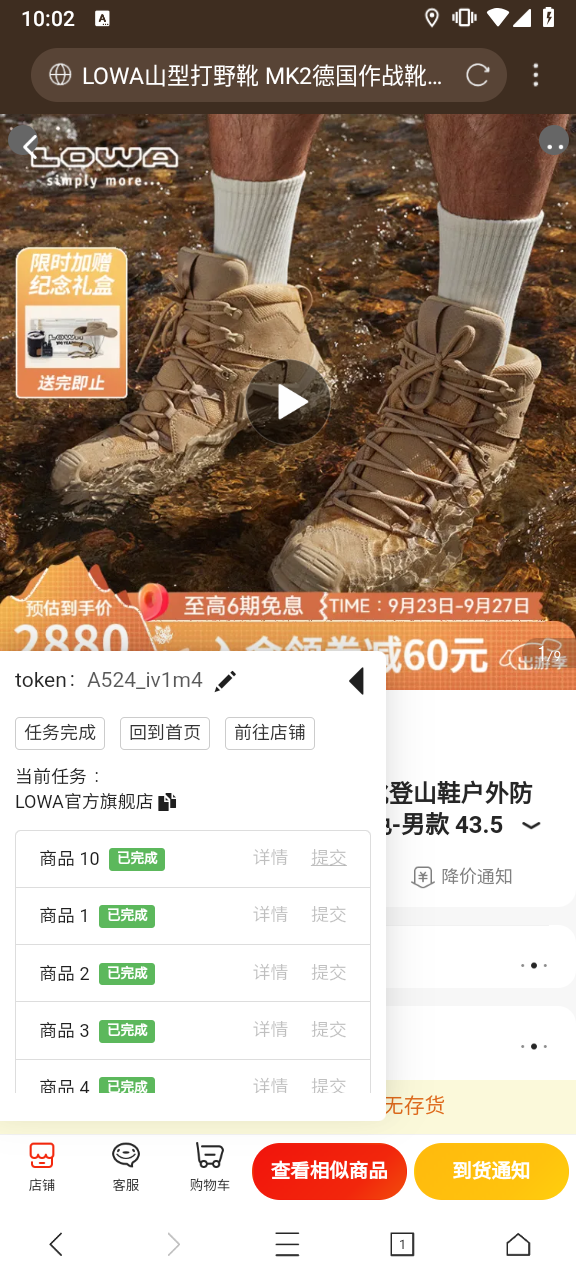 10:02
LOWA山型打野靴 MK2德国作战靴...
LOWA
simply more...
限时加赠
纪念礼盒
送完即止
预估到手价
至高6期免息
TIME：9月23日-9月27日
2880
会领券减60元
出游季
1/9
token： A524_iv1m4
任务完成 回到首页 前往店铺
当前任务：
LOWA官方旗舰店
登山鞋户外防
-男款 43.5
商品 10 已完成 详情 提交
降价通知
商品 1 已完成 详情 提交
商品 2 已完成 详情 提交
商品 3 已完成 详情 提交
商品 4 已完成 详情 提交
无存货
店铺
客服
购物车
查看相似商品
到货通知
1